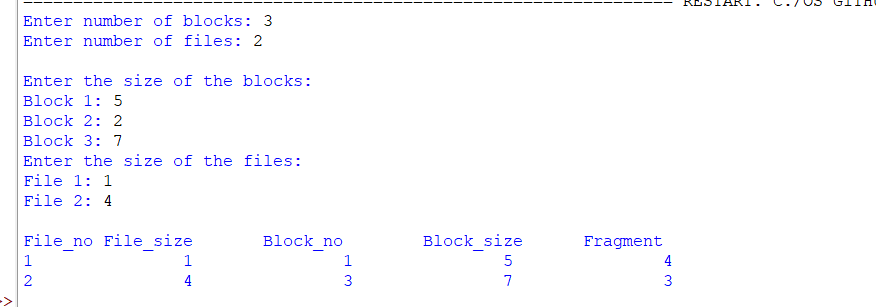 RESTART: C:/OS
Enter number of blocks: 3
Enter number of files: 2
Enter the size of the blocks:
Block 1: 5
Block 2: 2
Block 3: 7
Enter the size of the files:
File 1: 1
File 2: 4
File_no File_size Block_no Block_size Fragment
1 1 1 5 4
2 4 3 7 3
>>